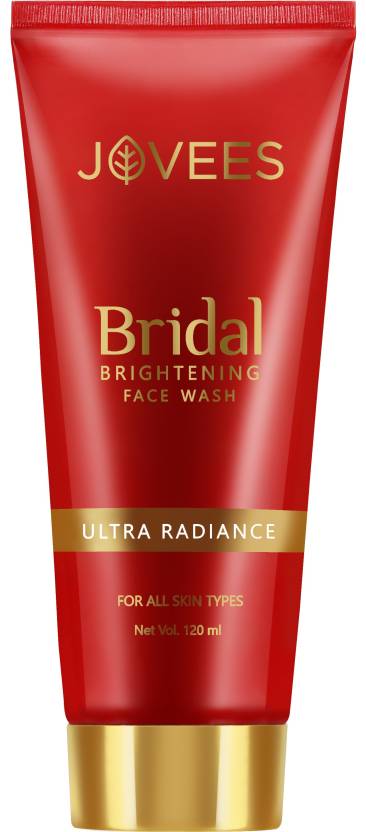 JOVEES
Bridal
BRIGHTENING
FACE WASH
ULTRA RADIANCE
FOR ALL SKIN TYPES
Net Vol. 120 ml